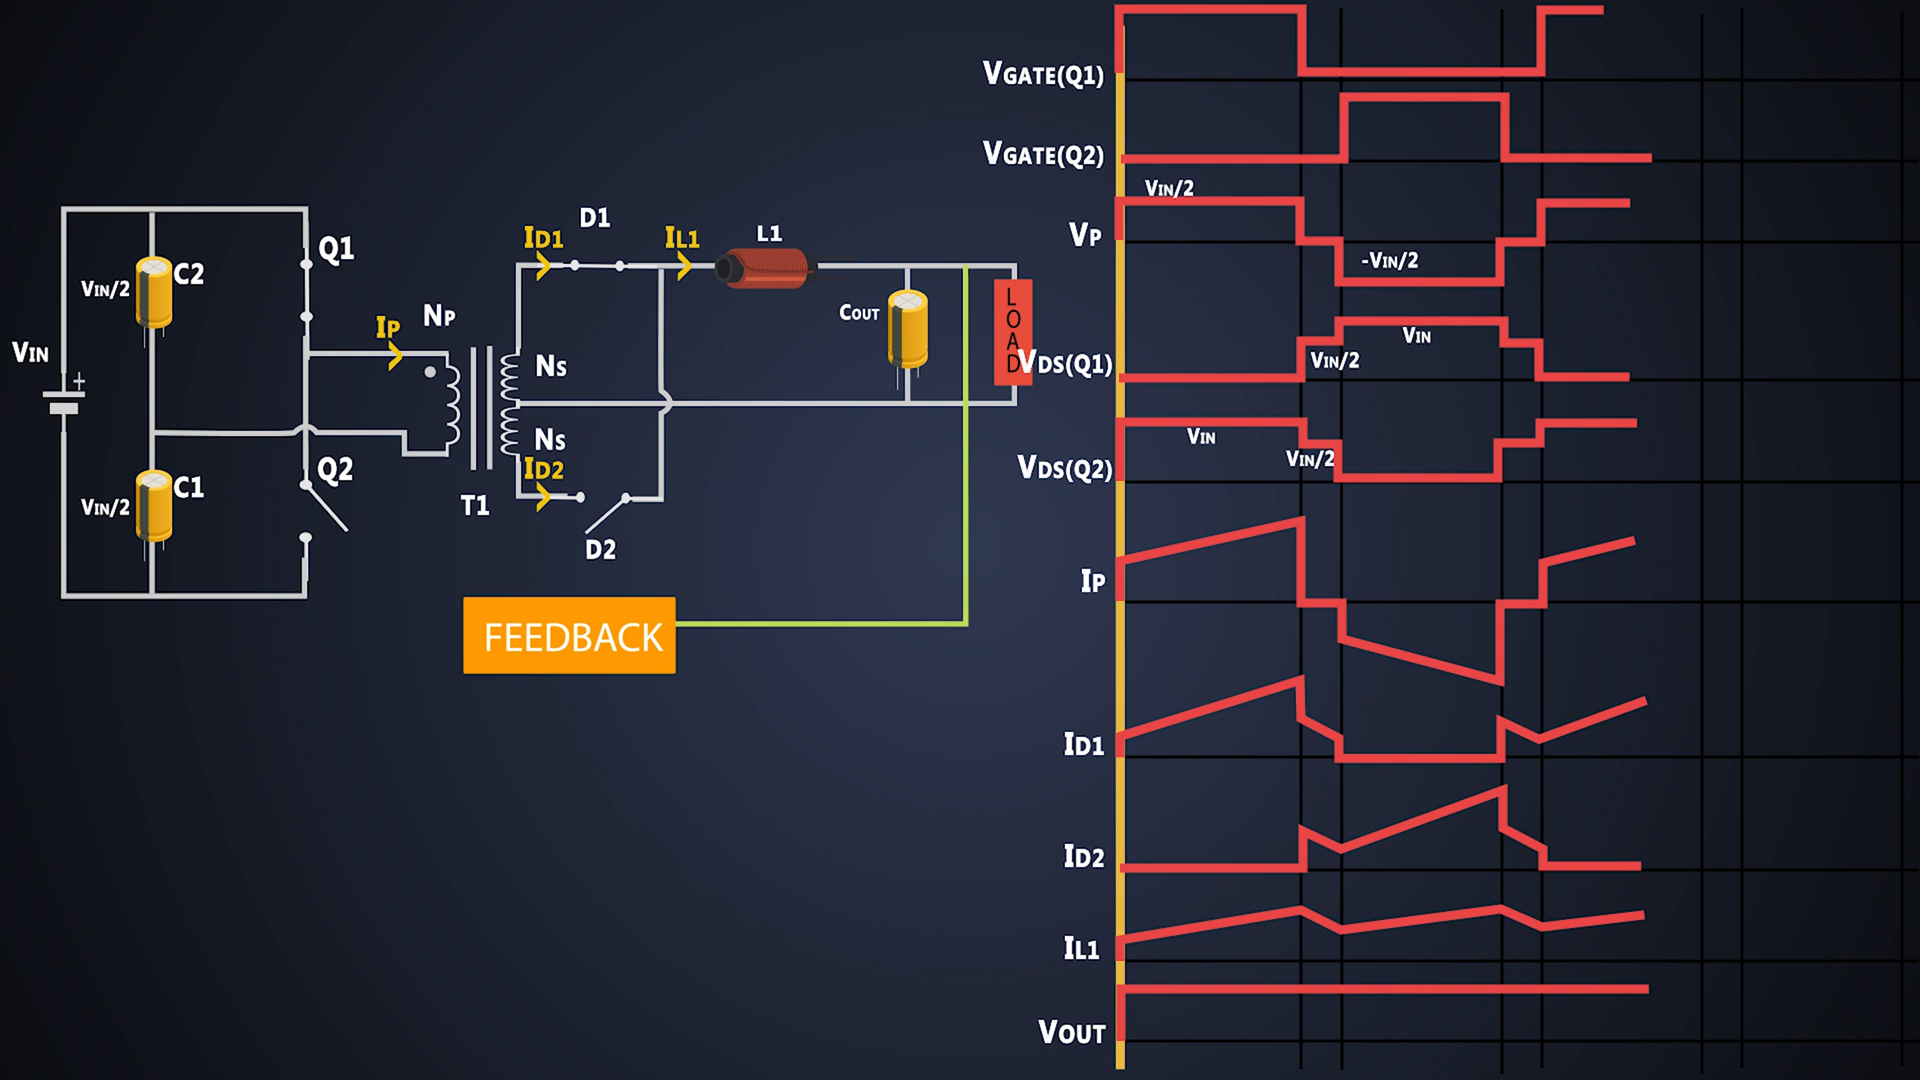 VIN
VIN/2
C2
VIN/2
C1
Q1
Q2
IP
NP
T1
NS
NS
ID1
D1
ID2
D2
IL1
L1
COUT
LOAD
FEEDBACK
VGATE(Q1)
VGATE(Q2)
VP
VIN/2
-VIN/2
VDS(Q1)
VIN/2
VIN
VDS(Q2)
VIN
VIN/2
IP
ID1
ID2
IL1
VOUT